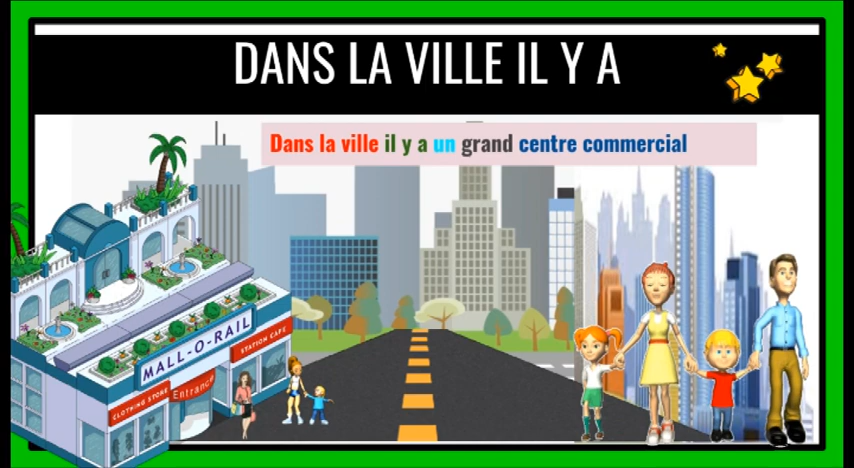 DANS LA VILLE IL Y A
Dans la ville il y a un grand centre commercial
MALL-O-RAIL
STATION CAFE
CLOTHING STORE
Entrance